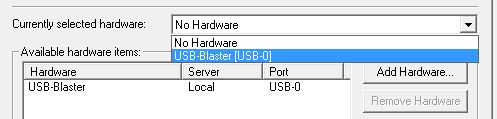 Currently selected hardware: No Hardware
No Hardware
USB-Blaster [USB-0]
Available hardware items:
Hardware Server Port
USB-Blaster Local USB-0
Add Hardware...
Remove Hardware